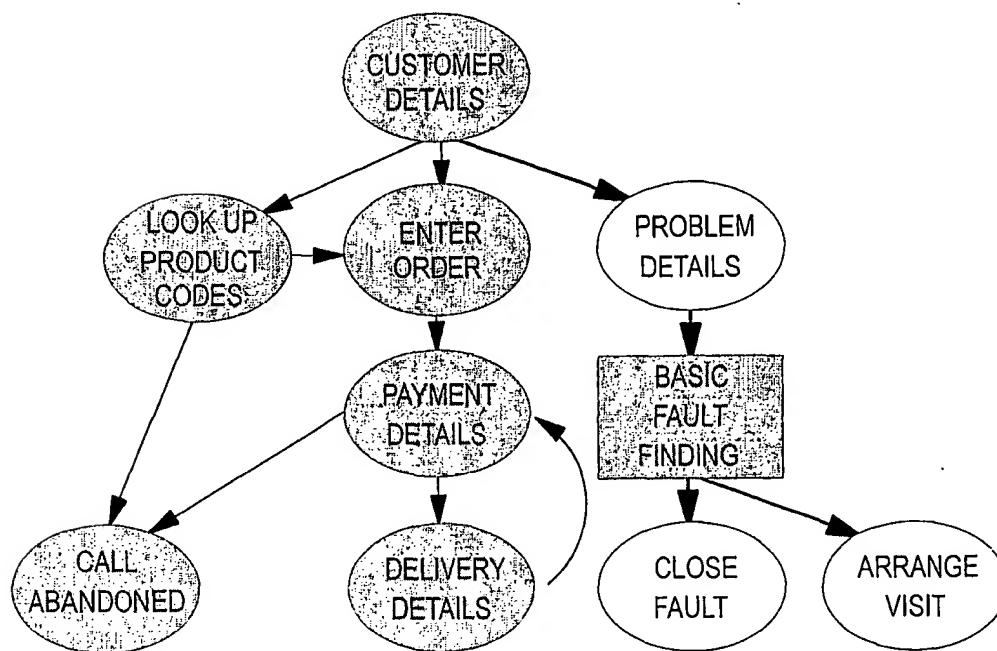 CUSTOMER
DETAILS
LOOK UP
PRODUCT
CODES
ENTER
ORDER
PROBLEM
DETAILS
PAYMENT
DETAILS
BASIC
FAULT
FINDING
CALL
ABANDONED
DELIVERY
DETAILS
CLOSE
FAULT
ARRANGE
VISIT